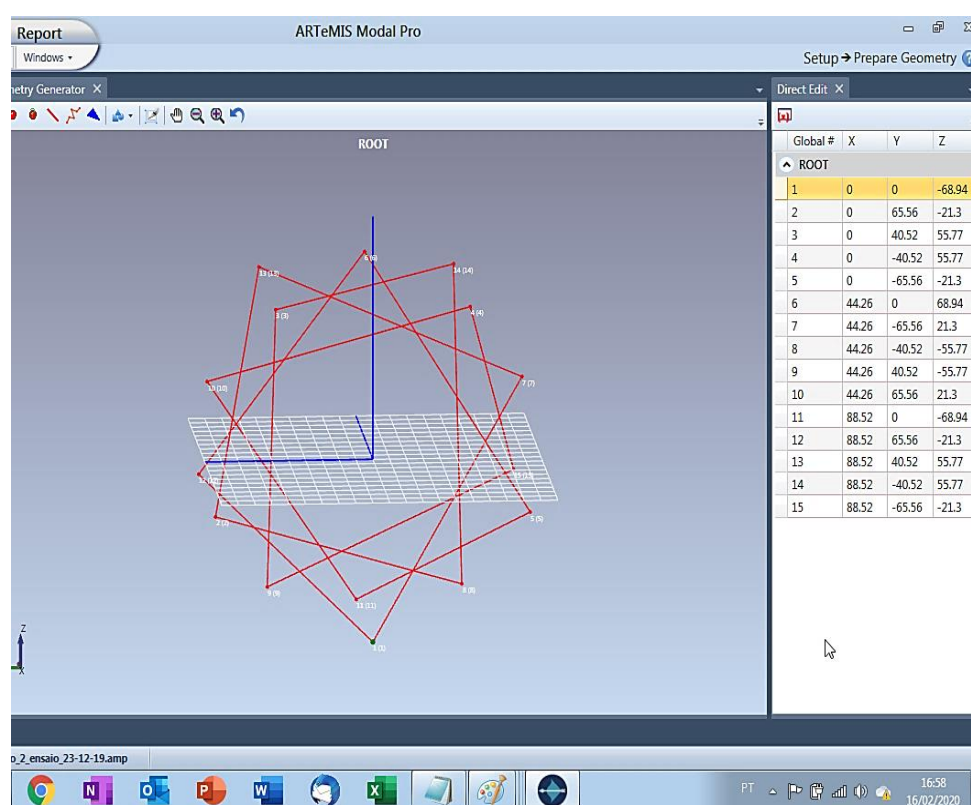 Report
ARTeMIS Modal Pro
Windows
Setup → Prepare Geometry
etry Generator
Direct Edit
ROOT
Global # X Y Z
ROOT
1 0 0 -68.94
2 0 65.56 -21.3
3 0 40.52 55.77
4 0 -40.52 55.77
5 0 -65.56 -21.3
6 44.26 0 68.94
7 44.26 -65.56 21.3
8 44.26 -40.52 -55.77
9 44.26 40.52 -55.77
10 44.26 65.56 21.3
11 88.52 0 -68.94
12 88.52 65.56 -21.3
13 88.52 40.52 55.77
14 88.52 -40.52 55.77
15 88.52 -65.56 -21.3
6 (6)
14 (14)
13 (13)
3 (3)
4 (4)
7 (7)
10 (10)
2 (2)
5 (5)
9 (9)
8 (8)
11 (11)
1 (1)
Z
X
o_2_ensaio_23-12-19.amp
PT
16:58
16/02/2020